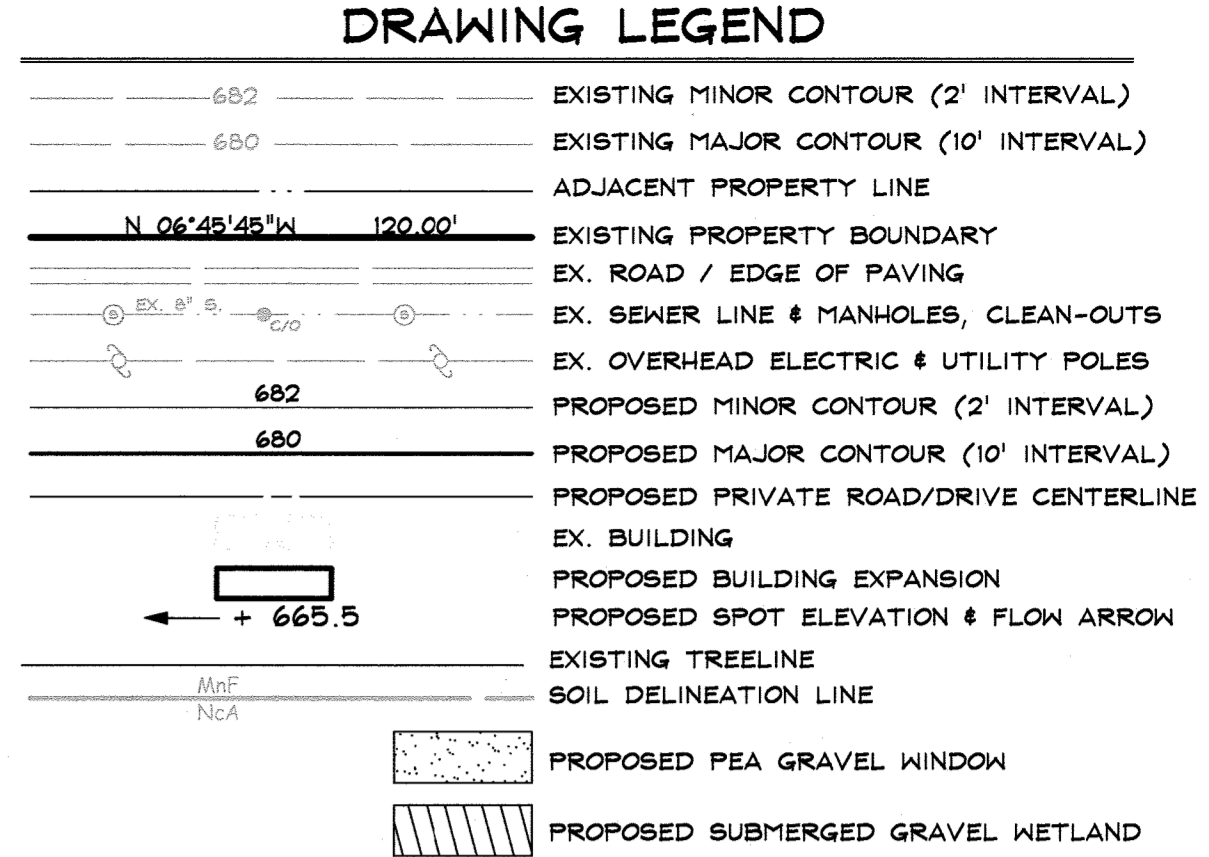 DRAWING LEGEND
682 EXISTING MINOR CONTOUR (2' INTERVAL)
680 EXISTING MAJOR CONTOUR (10' INTERVAL)
ADJACENT PROPERTY LINE
N 06°45'45"W 120.00' EXISTING PROPERTY BOUNDARY
EX. ROAD / EDGE OF PAVING
S EX. 8" S. C/O S EX. SEWER LINE & MANHOLES, CLEAN-OUTS
EX. OVERHEAD ELECTRIC & UTILITY POLES
682 PROPOSED MINOR CONTOUR (2' INTERVAL)
680 PROPOSED MAJOR CONTOUR (10' INTERVAL)
PROPOSED PRIVATE ROAD/DRIVE CENTERLINE
EX. BUILDING
PROPOSED BUILDING EXPANSION
+ 665.5 PROPOSED SPOT ELEVATION & FLOW ARROW
EXISTING TREELINE
MnF
NcA SOIL DELINEATION LINE
PROPOSED PEA GRAVEL WINDOW
PROPOSED SUBMERGED GRAVEL WETLAND